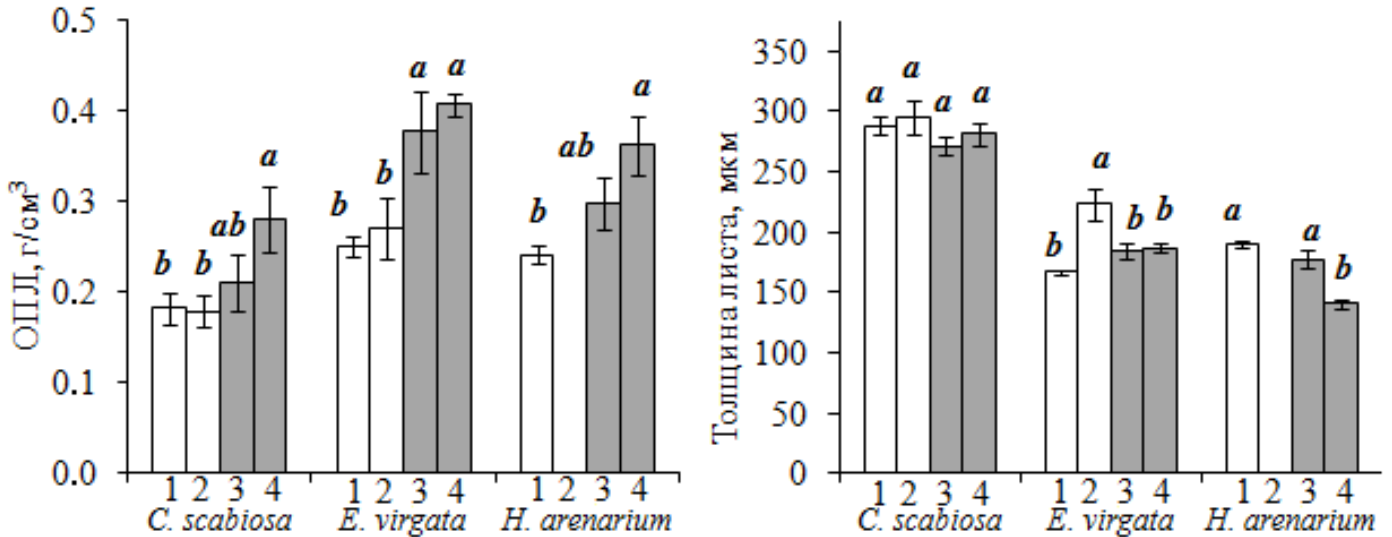 ОПЛ, г/см³
0.5
0.4
0.3
0.2
0.1
0.0
b b ab a
b b a a
b ab a
1 2 3 4 1 2 3 4 1 2 3 4
C. scabiosa E. virgata H. arenarium
Толщина листа, мкм
350
300
250
200
150
100
50
0
a a a a
b a b b
a a b
1 2 3 4 1 2 3 4 1 2 3 4
C. scabiosa E. virgata H. arenarium